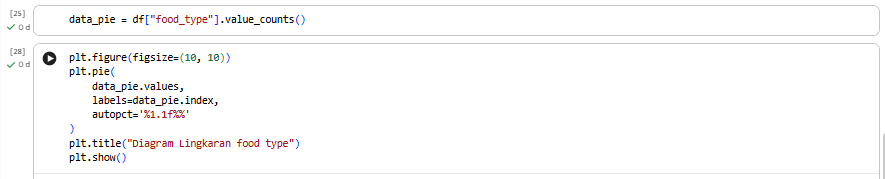 [25]
0 d
data_pie = df["food_type"].value_counts()
[28]
0 d
plt.figure(figsize=(10, 10))
plt.pie(
    data_pie.values,
    labels=data_pie.index,
    autopct='%1.1f%%'
)
plt.title("Diagram Lingkaran food type")
plt.show()